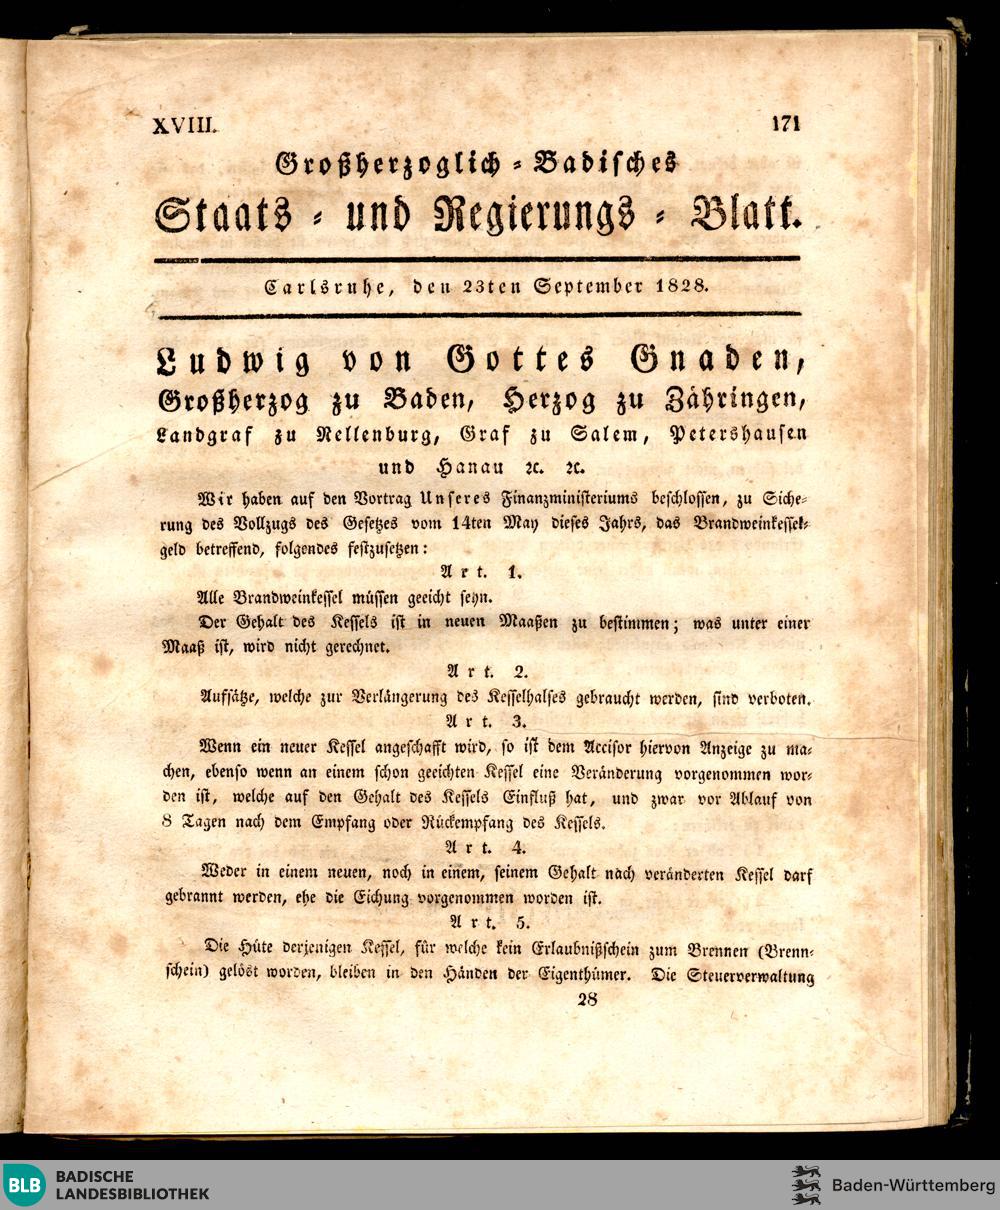 XVIII. 171
Großherzoglich-Badisches
Staats- und Regierungs-Blatt.
Carlsruhe, den 23ten September 1828.
Ludwig von Gottes Gnaden,
Großherzog zu Baden, Herzog zu Zähringen,
Landgraf zu Nellenburg, Graf zu Salem, Petershausen
und Hanau ꝛc. ꝛc.
Wir haben auf den Vortrag Unseres Finanzministeriums beschlossen, zu Siche-
rung des Vollzugs des Gesetzes vom 14ten May dieses Jahrs, das Brandweinkessel-
geld betreffend, folgendes festzusetzen:
Art. 1.
Alle Brandweinkessel müssen geeicht seyn.
Der Gehalt des Kessels ist in neuen Maaßen zu bestimmen; was unter einer
Maaß ist, wird nicht gerechnet.
Art. 2.
Aufsätze, welche zur Verlängerung des Kesselhalses gebraucht werden, sind verboten.
Art. 3.
Wenn ein neuer Kessel angeschafft wird, so ist dem Accisor hiervon Anzeige zu ma-
chen, ebenso wenn an einem schon geeichten Kessel eine Veränderung vorgenommen wor-
den ist, welche auf den Gehalt des Kessels Einfluß hat, und zwar vor Ablauf von
8 Tagen nach dem Empfang oder Rückempfang des Kessels.
Art. 4.
Weder in einem neuen, noch in einem, seinem Gehalt nach veränderten Kessel darf
gebrannt werden, ehe die Eichung vorgenommen worden ist.
Art. 5.
Die Hüte derjenigen Kessel, für welche kein Erlaubnißschein zum Brennen (Brenn-
schein) gelöst worden, bleiben in den Händen der Eigenthümer. Die Steuerverwaltung
28
BLB BADISCHE
LANDESBIBLIOTHEK
Baden-Württemberg